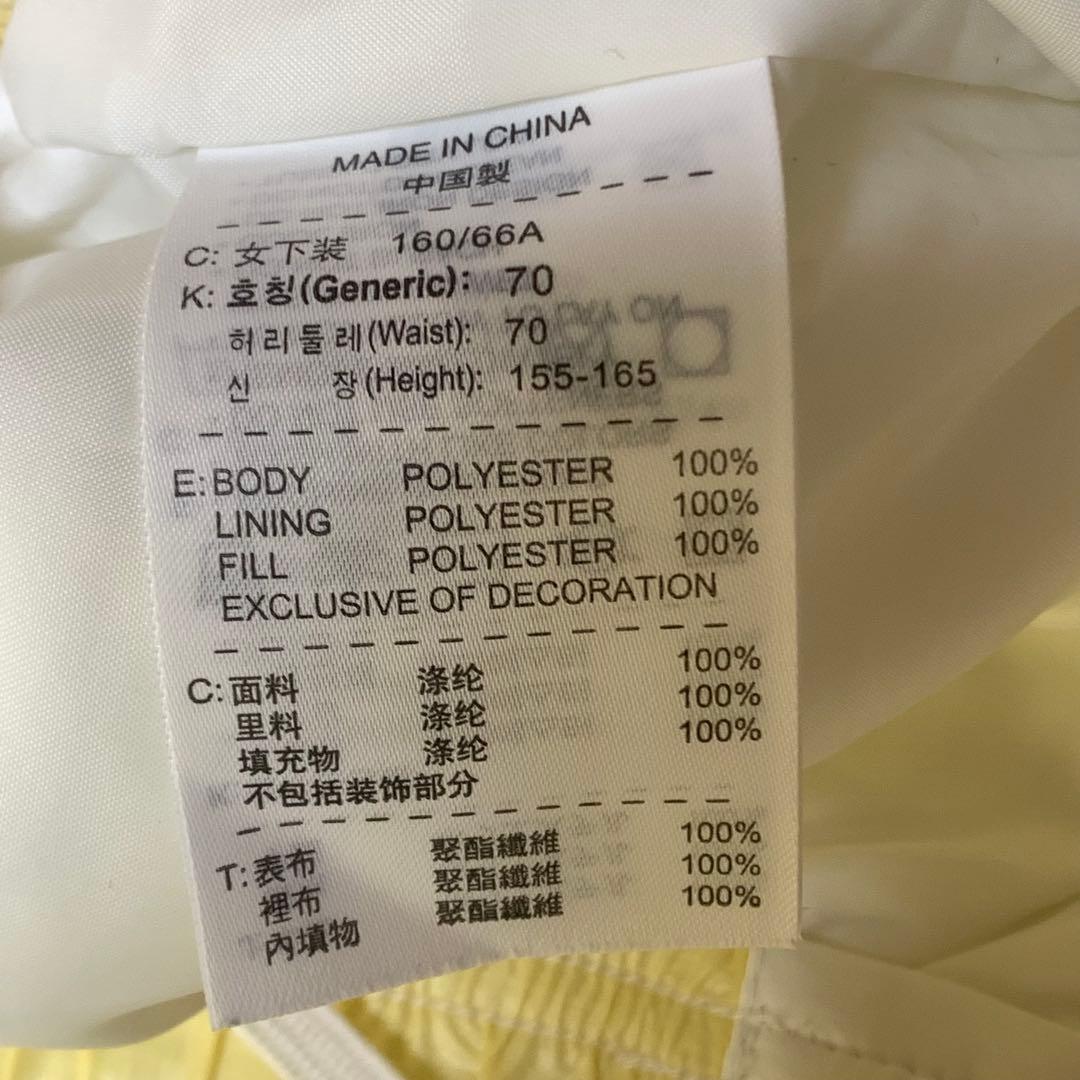 MADE IN CHINA
中国製
C: 女下装 160/66A
K: 호칭(Generic): 70
허리둘레(Waist): 70
신 장(Height): 155-165
E: BODY POLYESTER 100%
LINING POLYESTER 100%
FILL POLYESTER 100%
EXCLUSIVE OF DECORATION
C: 面料 涤纶 100%
里料 涤纶 100%
填充物 涤纶 100%
不包括装饰部分
T: 表布 聚酯纖維 100%
裡布 聚酯纖維 100%
內填物 聚酯纖維 100%